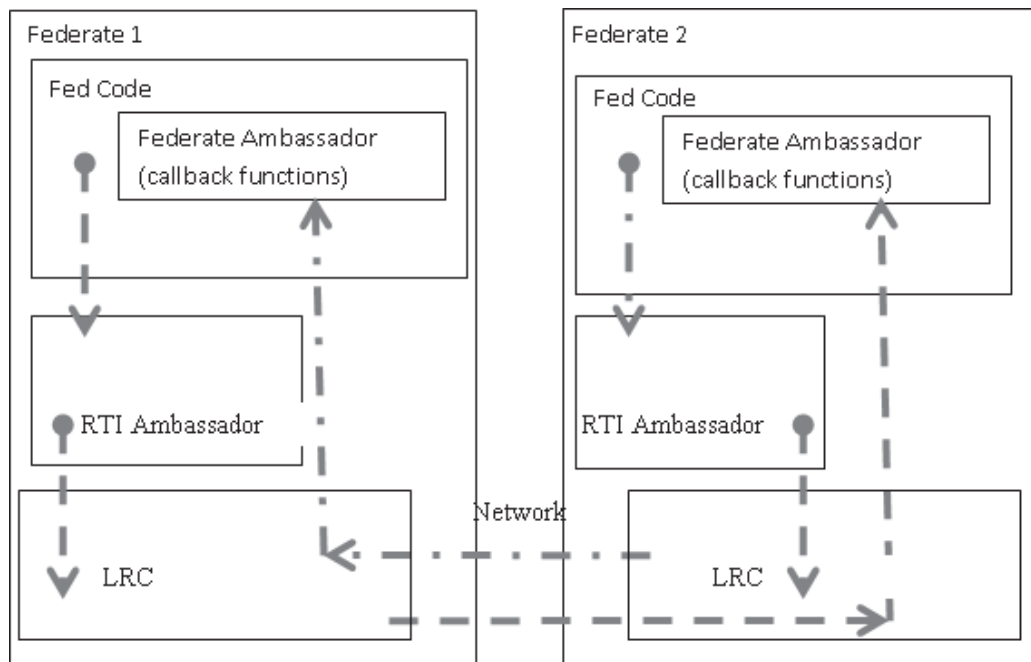 Federate 1
Fed Code
Federate Ambassador
(callback functions)
RTI Ambassador
LRC
Network
Federate 2
Fed Code
Federate Ambassador
(callback functions)
RTI Ambassador
LRC